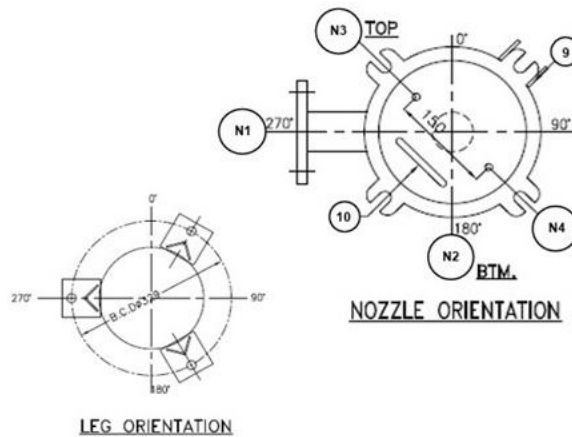 N3
TOP
0°
9
N1
270°
150
90°
10
180°
N4
N2
BTM.
NOZZLE ORIENTATION
0°
270°
B.C.Dø329
90°
180°
LEG ORIENTATION